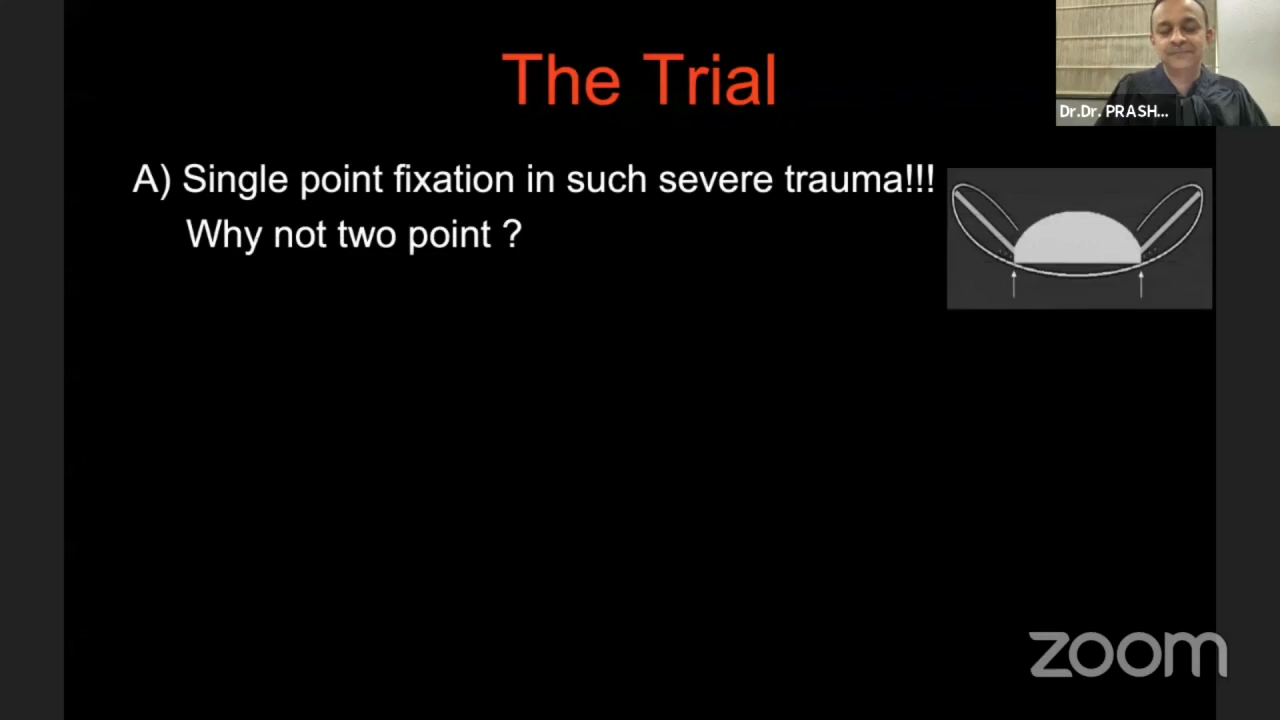 The Trial
Dr.Dr. PRASH...
A) Single point fixation in such severe trauma!!!
Why not two point ?
zoom